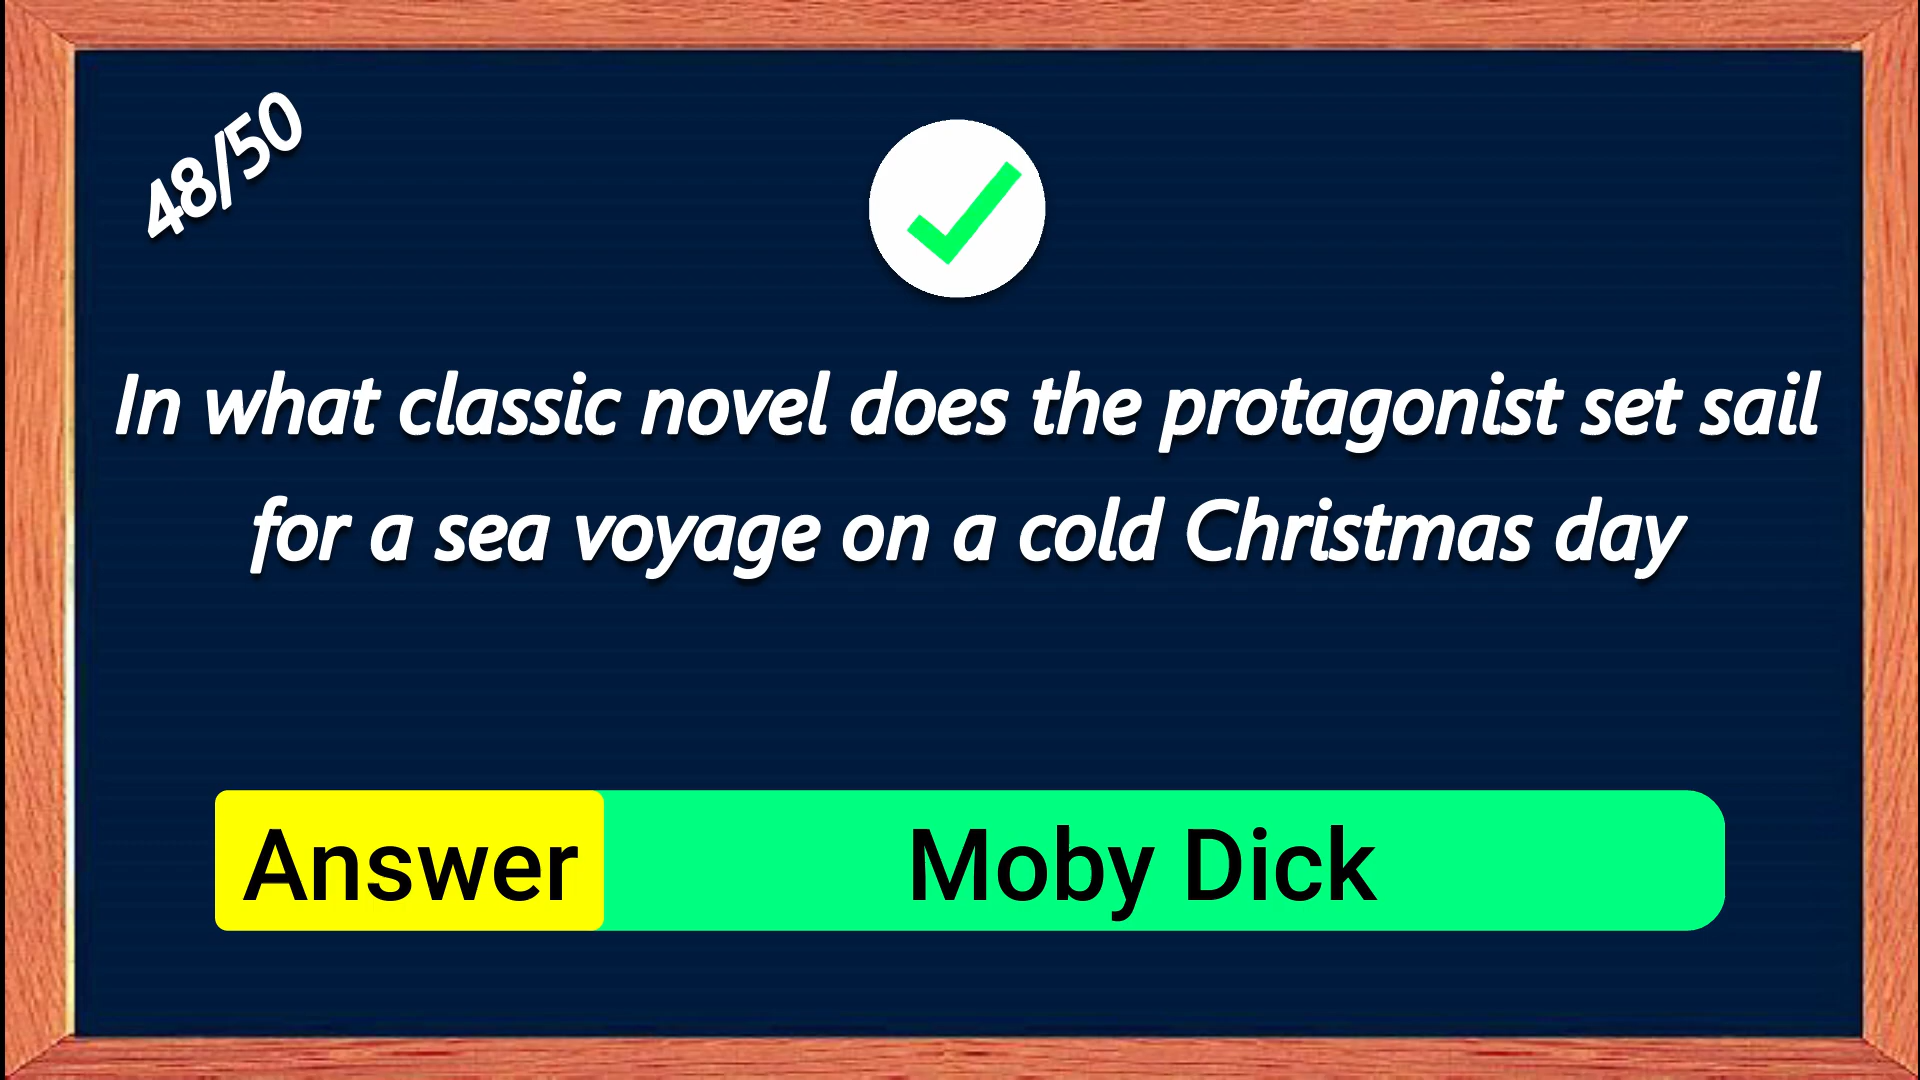 48/50
In what classic novel does the protagonist set sail
for a sea voyage on a cold Christmas day
Answer Moby Dick